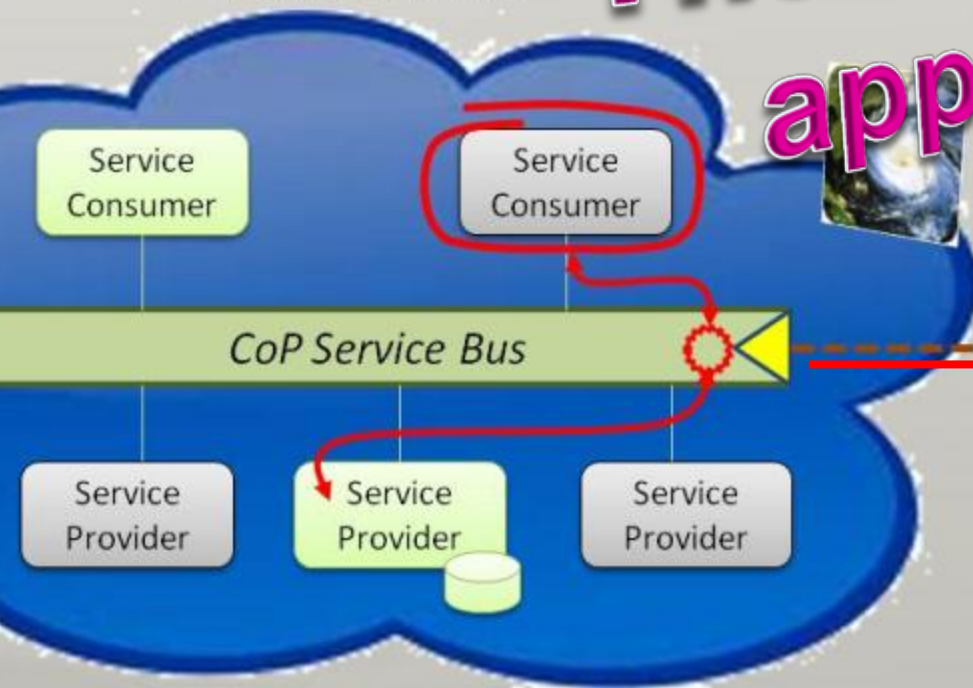 app
Service
Consumer
Service
Consumer
CoP Service Bus
Service
Provider
Service
Provider
Service
Provider